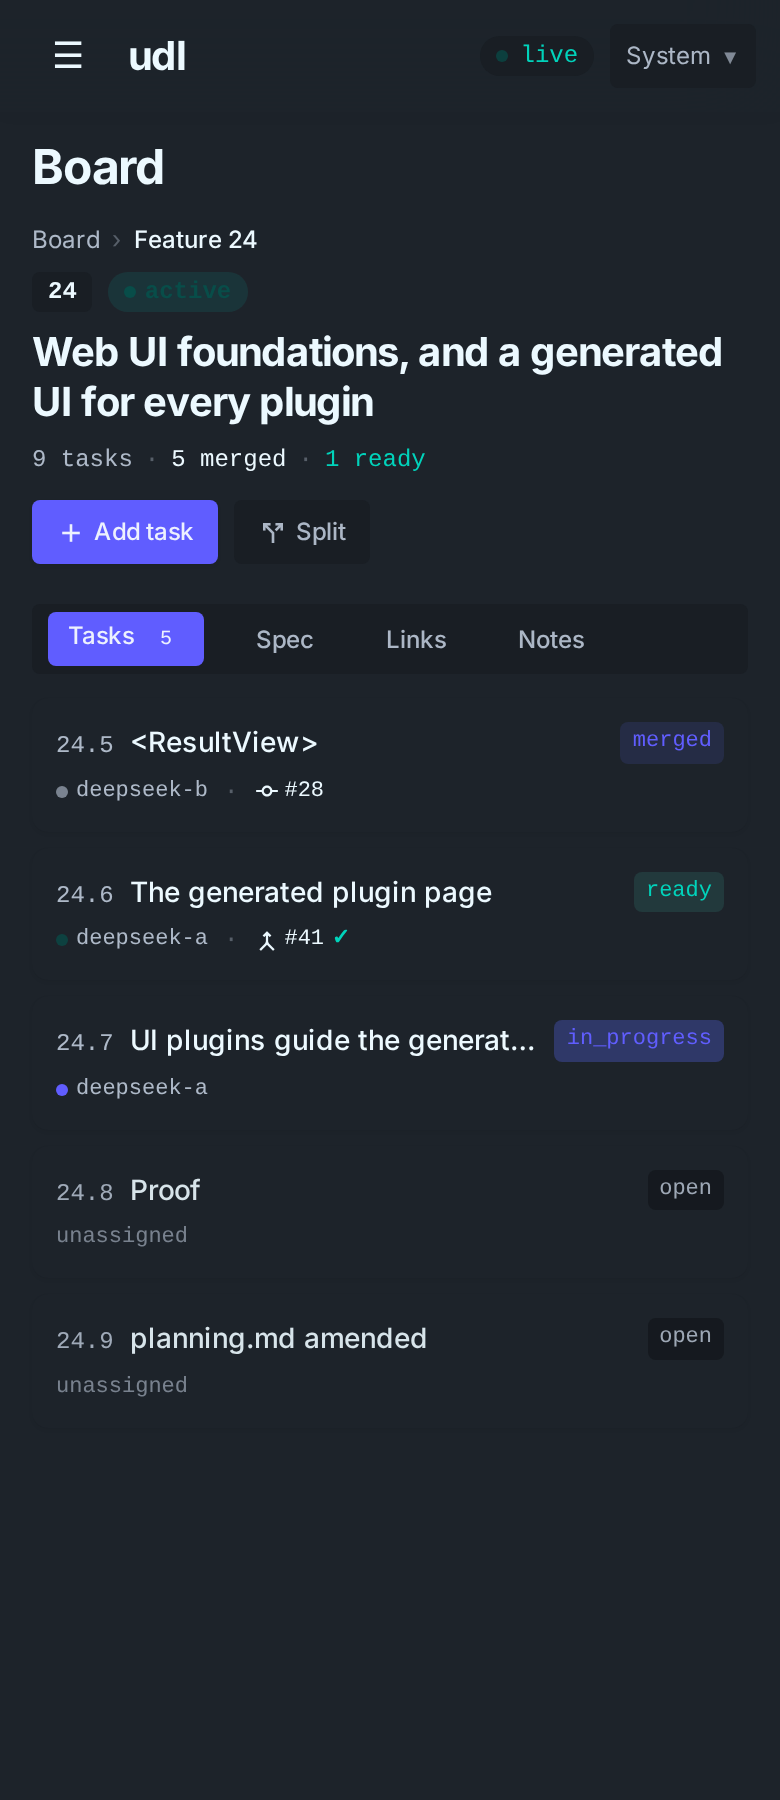 ☰ udl live System ▾
Board
Board › Feature 24
24 active
Web UI foundations, and a generated
UI for every plugin
9 tasks · 5 merged · 1 ready
+ Add task Split
Tasks 5 Spec Links Notes
24.5 <ResultView> merged
deepseek-b · #28
24.6 The generated plugin page ready
deepseek-a · #41 ✓
24.7 UI plugins guide the generat... in_progress
deepseek-a
24.8 Proof open
unassigned
24.9 planning.md amended open
unassigned